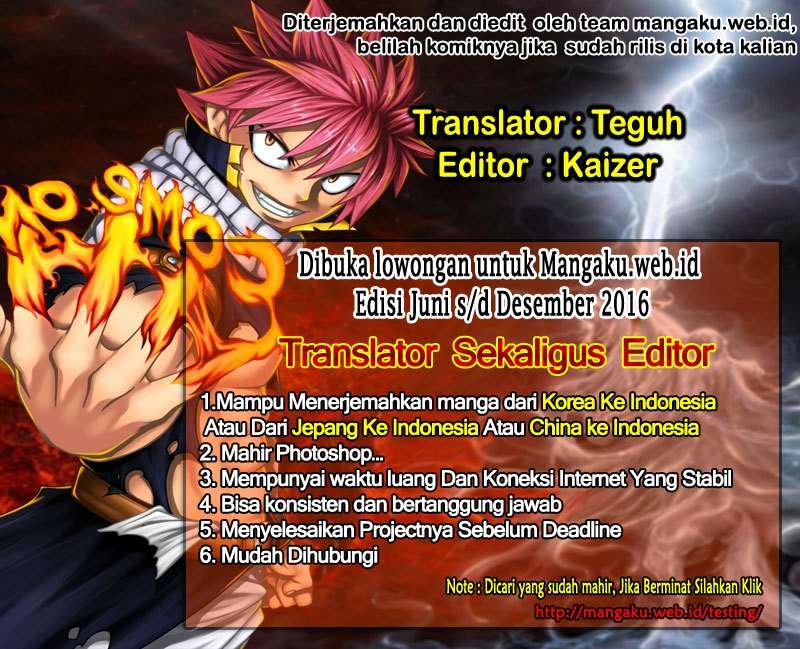 Diterjemahkan dan diedit oleh team mangaku.web.id,
belilah komiknya jika sudah rilis di kota kalian
Translator : Teguh
Editor : Kaizer
Dibuka lowongan untuk Mangaku.web.id
Edisi Juni s/d Desember 2016
Translator Sekaligus Editor
1.Mampu Menerjemahkan manga dari Korea Ke Indonesia
Atau Dari Jepang Ke Indonesia Atau China ke Indonesia
2. Mahir Photoshop...
3. Mempunyai waktu luang Dan Koneksi Internet Yang Stabil
4. Bisa konsisten dan bertanggung jawab
5. Menyelesaikan Projectnya Sebelum Deadline
6. Mudah Dihubungi
Note : Dicari yang sudah mahir, Jika Berminat Silahkan Klik
http://mangaku.web.id/testing/